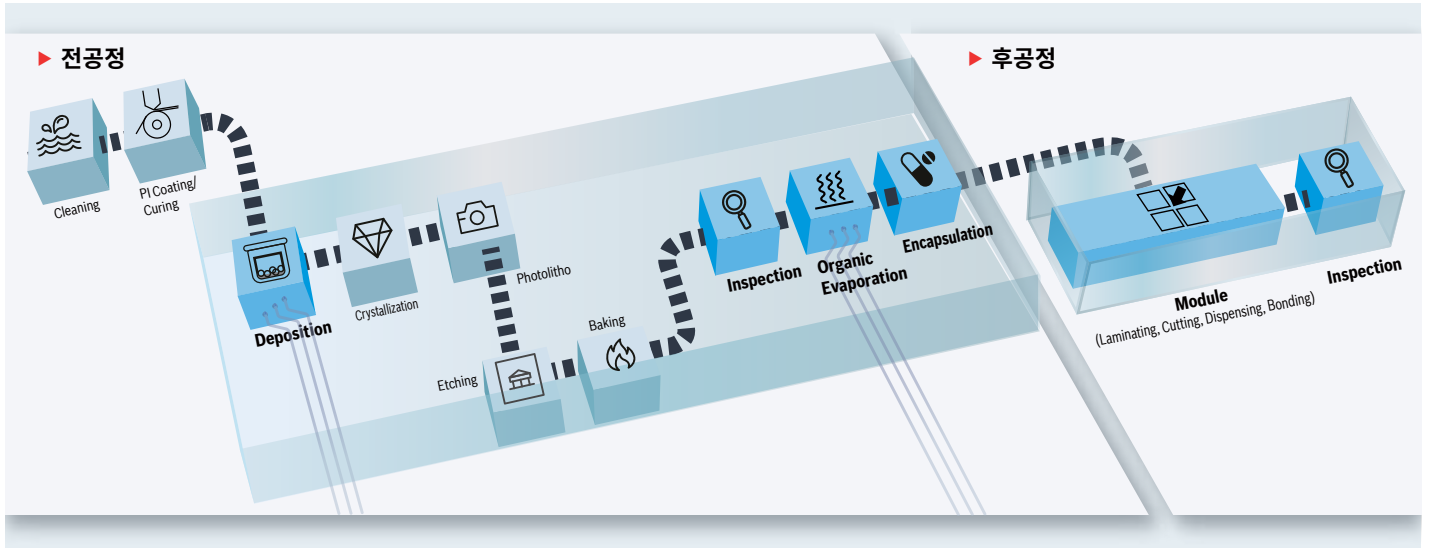 전공정
Cleaning
PI Coating/
Curing
Deposition
Crystallization
Photolitho
Etching
Baking
Inspection
Organic
Evaporation
Encapsulation
후공정
Module
(Laminating, Cutting, Dispensing, Bonding)
Inspection